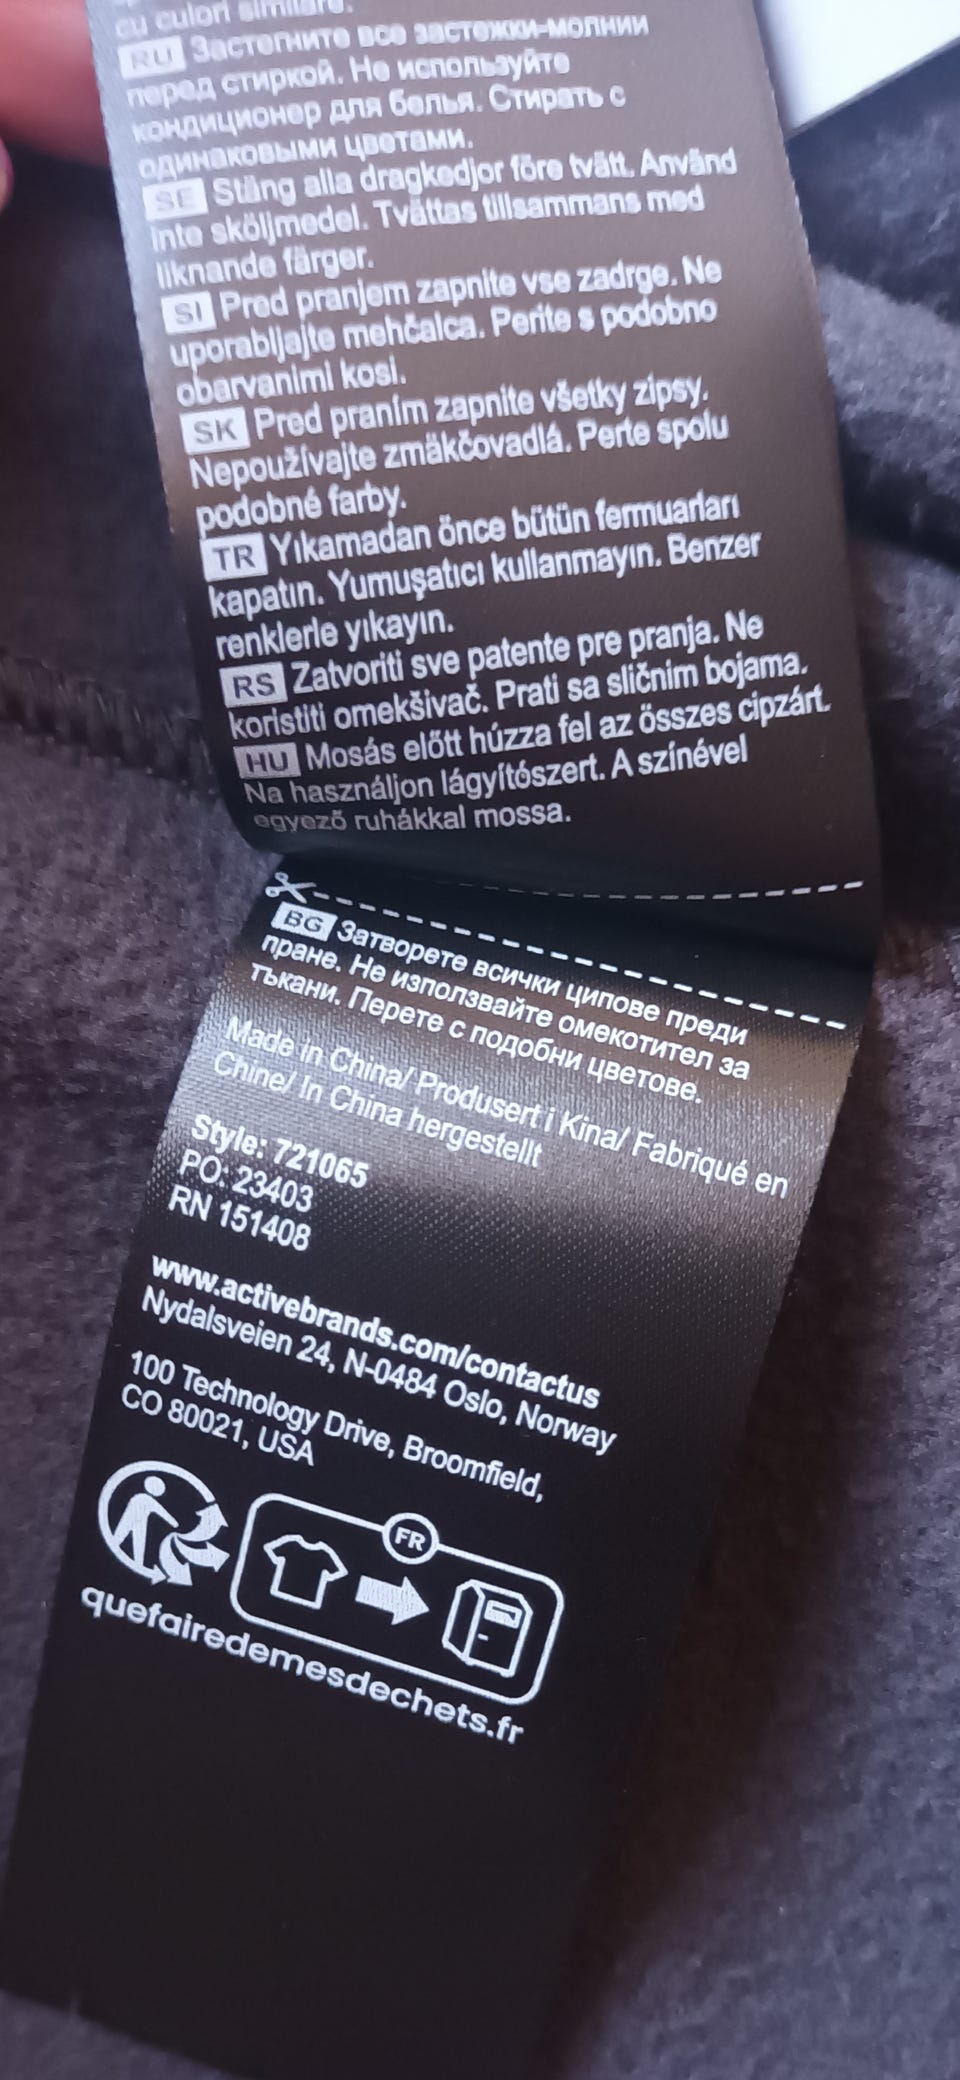 cu culori similare.
RU Застегните все застежки-молнии
перед стиркой. Не используйте
кондиционер для белья. Стирать с
одинаковыми цветами.
SE Stäng alla dragkedjor före tvätt. Använd
inte sköljmedel. Tvättas tillsammans med
liknande färger.
SI Pred pranjem zapnite vse zadrge. Ne
uporabljajte mehčalca. Perite s podobno
obarvanimi kosi.
SK Pred praním zapnite všetky zipsy.
Nepoužívajte zmäkčovadlá. Perte spolu
podobné farby.
TR Yıkamadan önce bütün fermuarları
kapatın. Yumuşatıcı kullanmayın. Benzer
renklerle yıkayın.
RS Zatvoriti sve patente pre pranja. Ne
koristiti omekšivač. Prati sa sličnim bojama.
HU Mosás előtt húzza fel az összes cipzárt.
Na használjon lágyítószert. A színével
egyező ruhákkal mossa.
BG Затворете всички ципове преди
пране. Не използвайте омекотител за
тъкани. Перете с подобни цветове.
Made in China/ Produsert i Kina/ Fabriqué en
Chine/ In China hergestellt
Style: 721065
PO: 23403
RN 151408
www.activebrands.com/contactus
Nydalsveien 24, N-0484 Oslo, Norway
100 Technology Drive, Broomfield,
CO 80021, USA
FR
quefairedemesdechets.fr